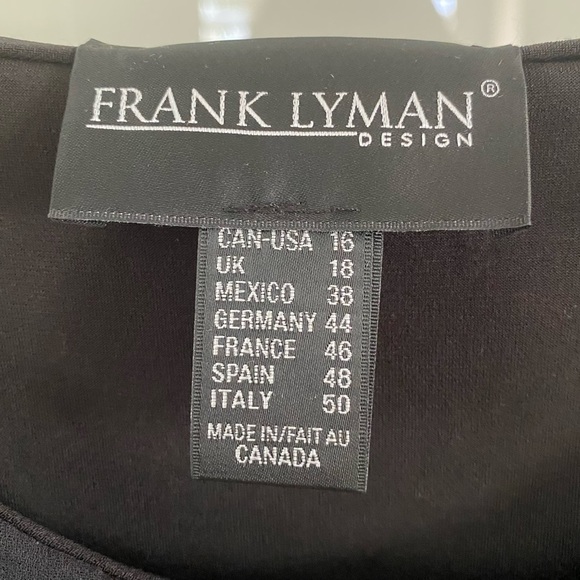 FRANK LYMAN®
DESIGN
CAN-USA 16
UK 18
MEXICO 38
GERMANY 44
FRANCE 46
SPAIN 48
ITALY 50
MADE IN/FAIT AU
CANADA